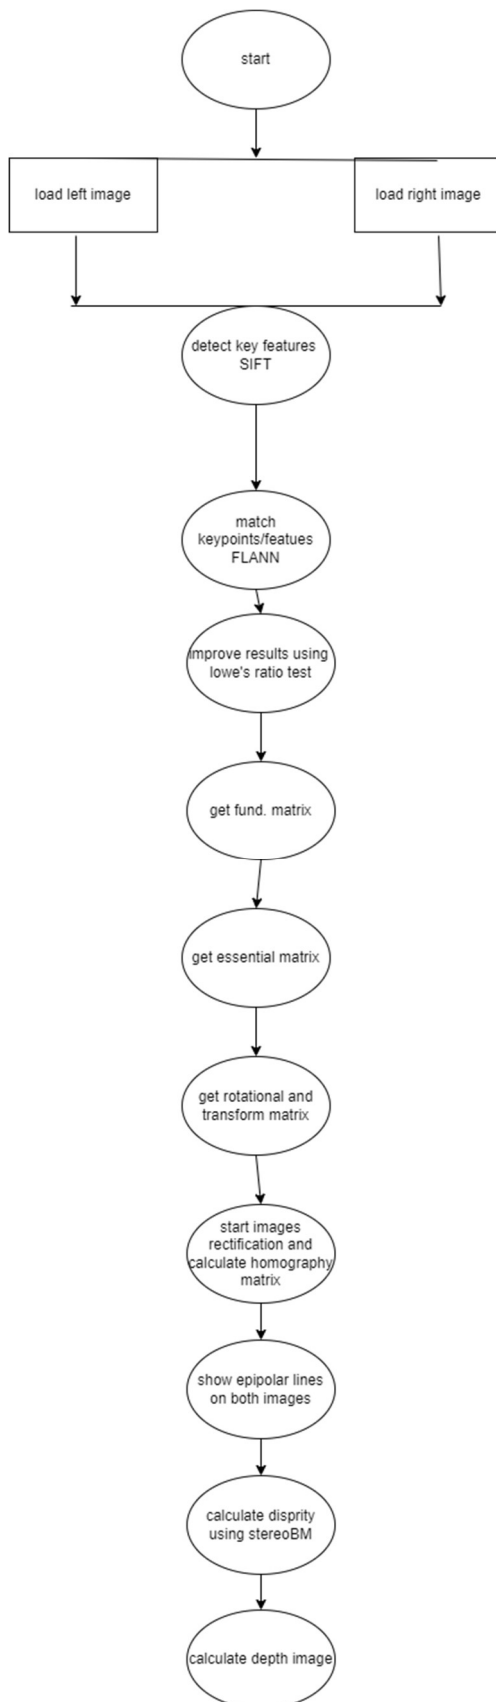 start
load left image
load right image
detect key features
SIFT
match
keypoints/featues
FLANN
improve results using
lowe's ratio test
get fund. matrix
get essential matrix
get rotational and
transform matrix
start images
rectification and
calculate homography
matrix
show epipolar lines
on both images
calculate disprity
using stereoBM
calculate depth image